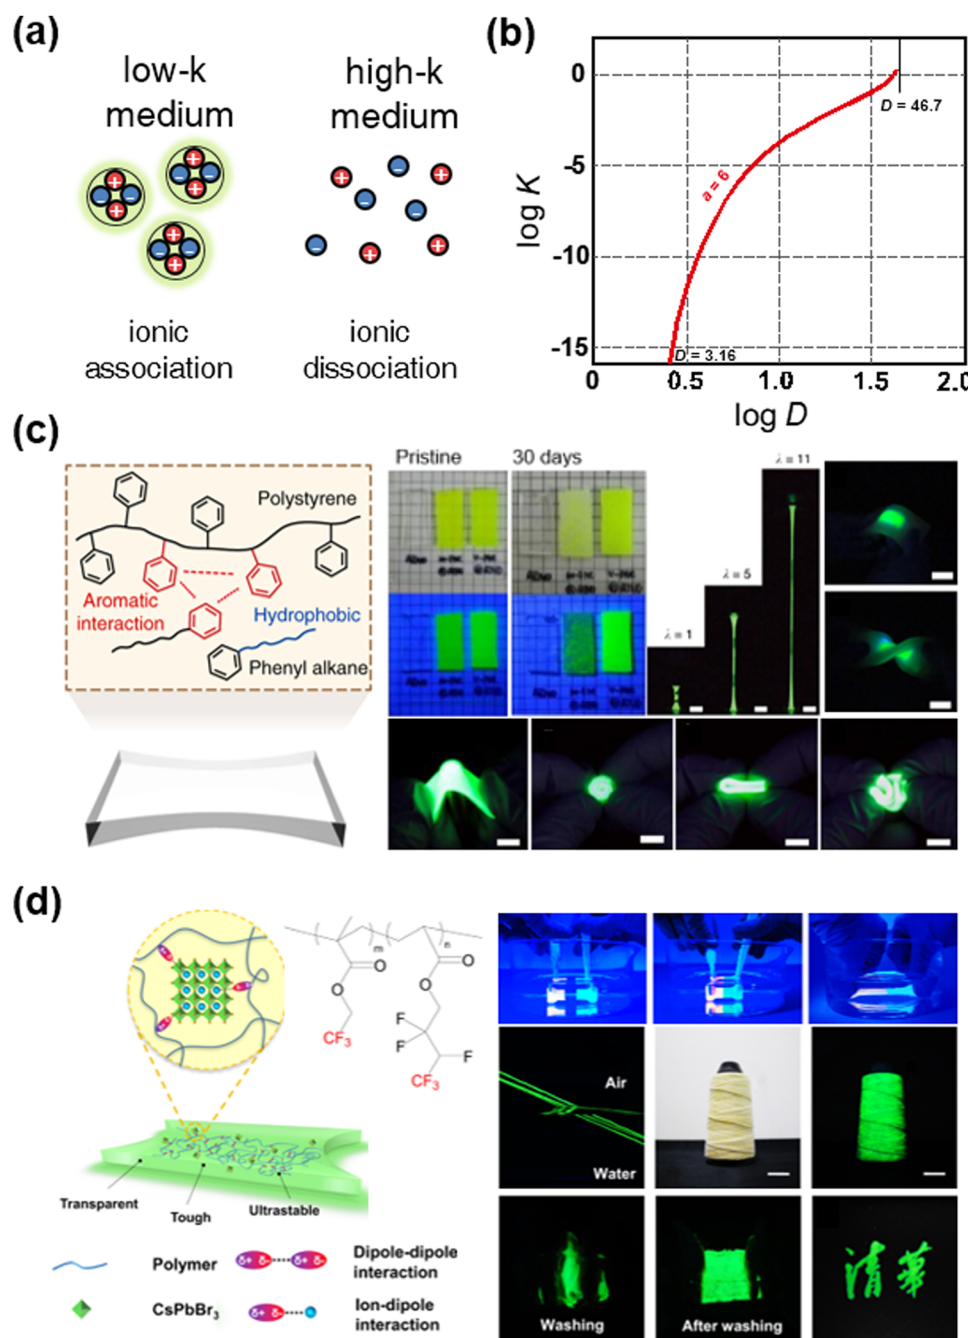 (a)
low-k
medium
high-k
medium
ionic
association
ionic
dissociation
(b)
log K
0
-5
-10
-15
a = 6
D = 46.7
D = 3.16
0
0.5
1.0
1.5
2.0
log D
(c)
Polystyrene
Aromatic
interaction
Hydrophobic
Phenyl alkane
Pristine
30 days
λ = 1
λ = 5
λ = 11
(d)
m
n
O
O
O
O
CF3
F
F
F
CF3
Transparent
Tough
Ultrastable
Polymer
δ+ δ- δ+ δ-
Dipole-dipole
interaction
CsPbBr3
δ+ δ-
Ion-dipole
interaction
Air
Water
Washing
After washing
清華